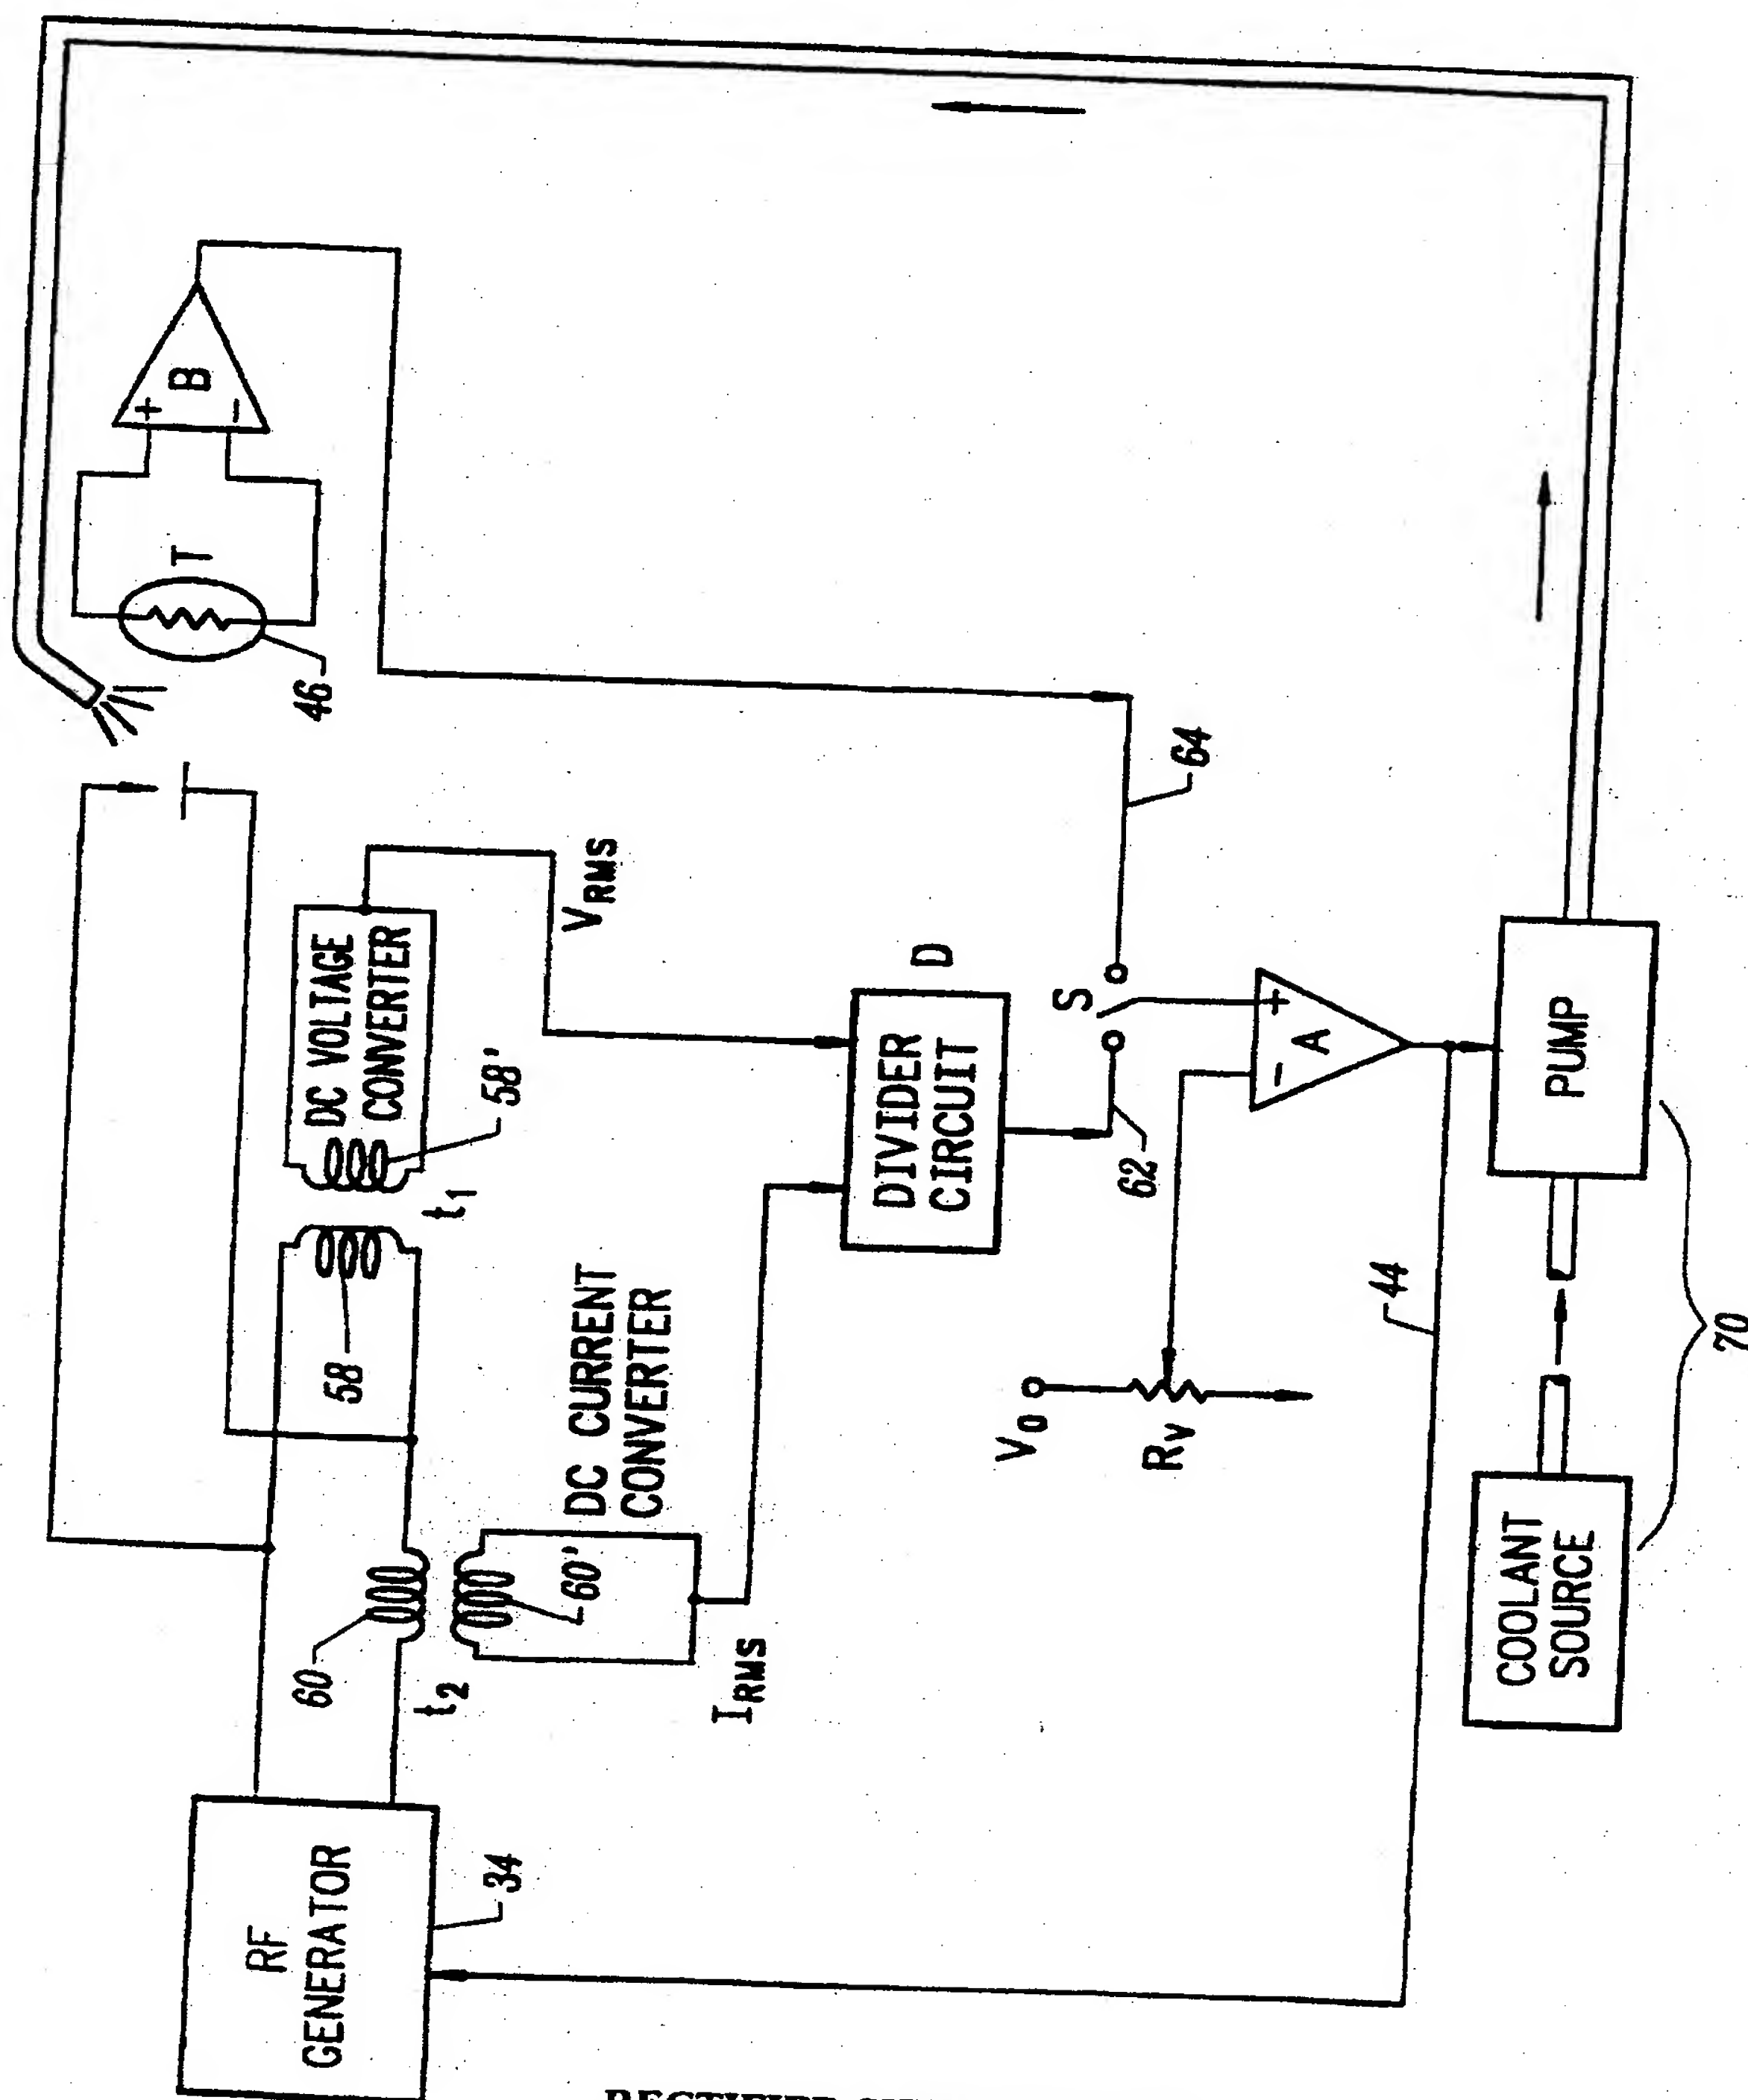 RF
GENERATOR
34
60
t2
60'
IRMS
DC CURRENT
CONVERTER
58
t1
58'
DC VOLTAGE
CONVERTER
VRMS
46
T
+
B
−
DIVIDER
CIRCUIT
D
62
S
64
V0
RV
−
A
+
44
COOLANT
SOURCE
PUMP
70